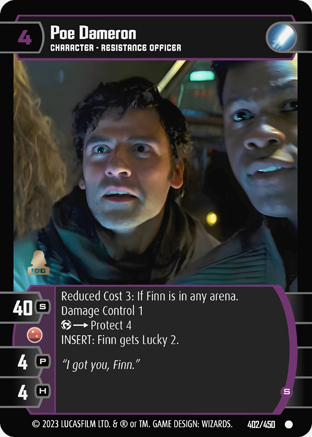 4 Poe Dameron
CHARACTER - RESISTANCE OFFICER
IDC
40 S
Reduced Cost 3: If Finn is in any arena.
Damage Control 1
→ Protect 4
INSERT: Finn gets Lucky 2.
4 P
“I got you, Finn.”
4 H
S
© 2023 LUCASFILM LTD. & ® or TM. GAME DESIGN: WIZARDS. 402/450